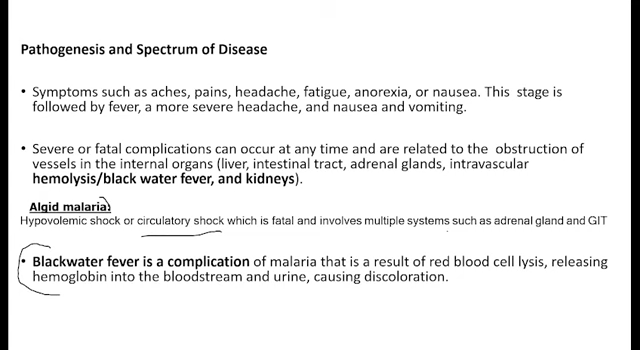 Pathogenesis and Spectrum of Disease
• Symptoms such as aches, pains, headache, fatigue, anorexia, or nausea. This stage is
followed by fever, a more severe headache, and nausea and vomiting.
• Severe or fatal complications can occur at any time and are related to the obstruction of
vessels in the internal organs (liver, intestinal tract, adrenal glands, intravascular
hemolysis/black water fever, and kidneys).
Algid malaria:
Hypovolemic shock or circulatory shock which is fatal and involves multiple systems such as adrenal gland and GIT
• Blackwater fever is a complication of malaria that is a result of red blood cell lysis, releasing
hemoglobin into the bloodstream and urine, causing discoloration.